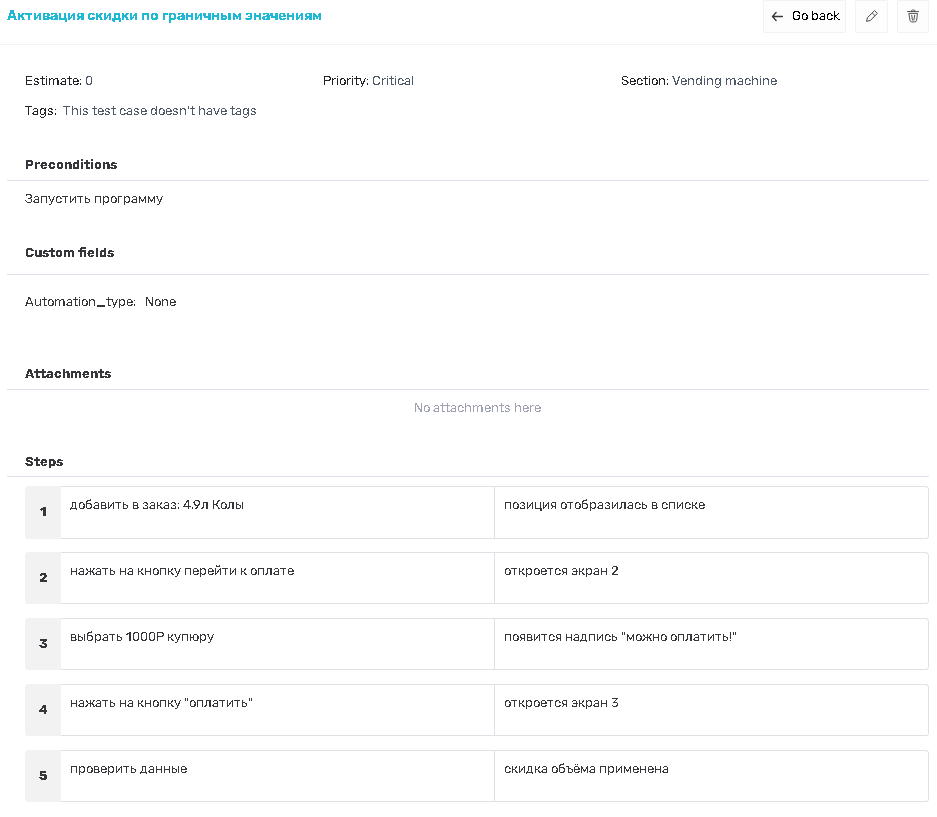 Активация скидки по граничным значениям
Go back
Estimate: 0
Priority: Critical
Section: Vending machine
Tags: This test case doesn't have tags
Preconditions
Запустить программу
Custom fields
Automation_type: None
Attachments
No attachments here
Steps
1 добавить в заказ: 4.9л Колы позиция отобразилась в списке
2 нажать на кнопку перейти к оплате откроется экран 2
3 выбрать 1000Р купюру появится надпись "можно оплатить!"
4 нажать на кнопку "оплатить" откроется экран 3
5 проверить данные скидка объёма применена